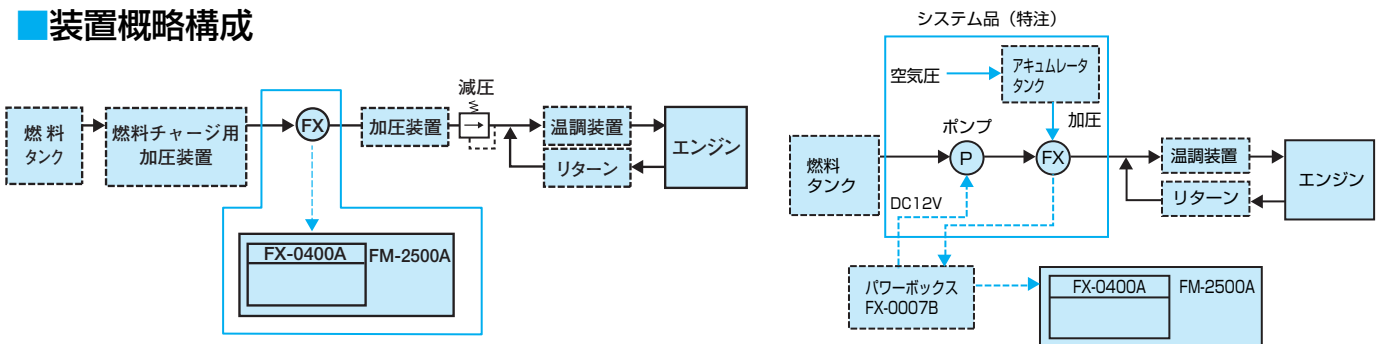 ■装置概略構成
燃料
タンク
燃料チャージ用
加圧装置
FX
加圧装置
減圧
温調装置
リターン
エンジン
FX-0400A
FM-2500A
システム品（特注）
空気圧
アキュムレータ
タンク
加圧
ポンプ
燃料
タンク
P
FX
温調装置
リターン
エンジン
DC12V
パワーボックス
FX-0007B
FX-0400A
FM-2500A